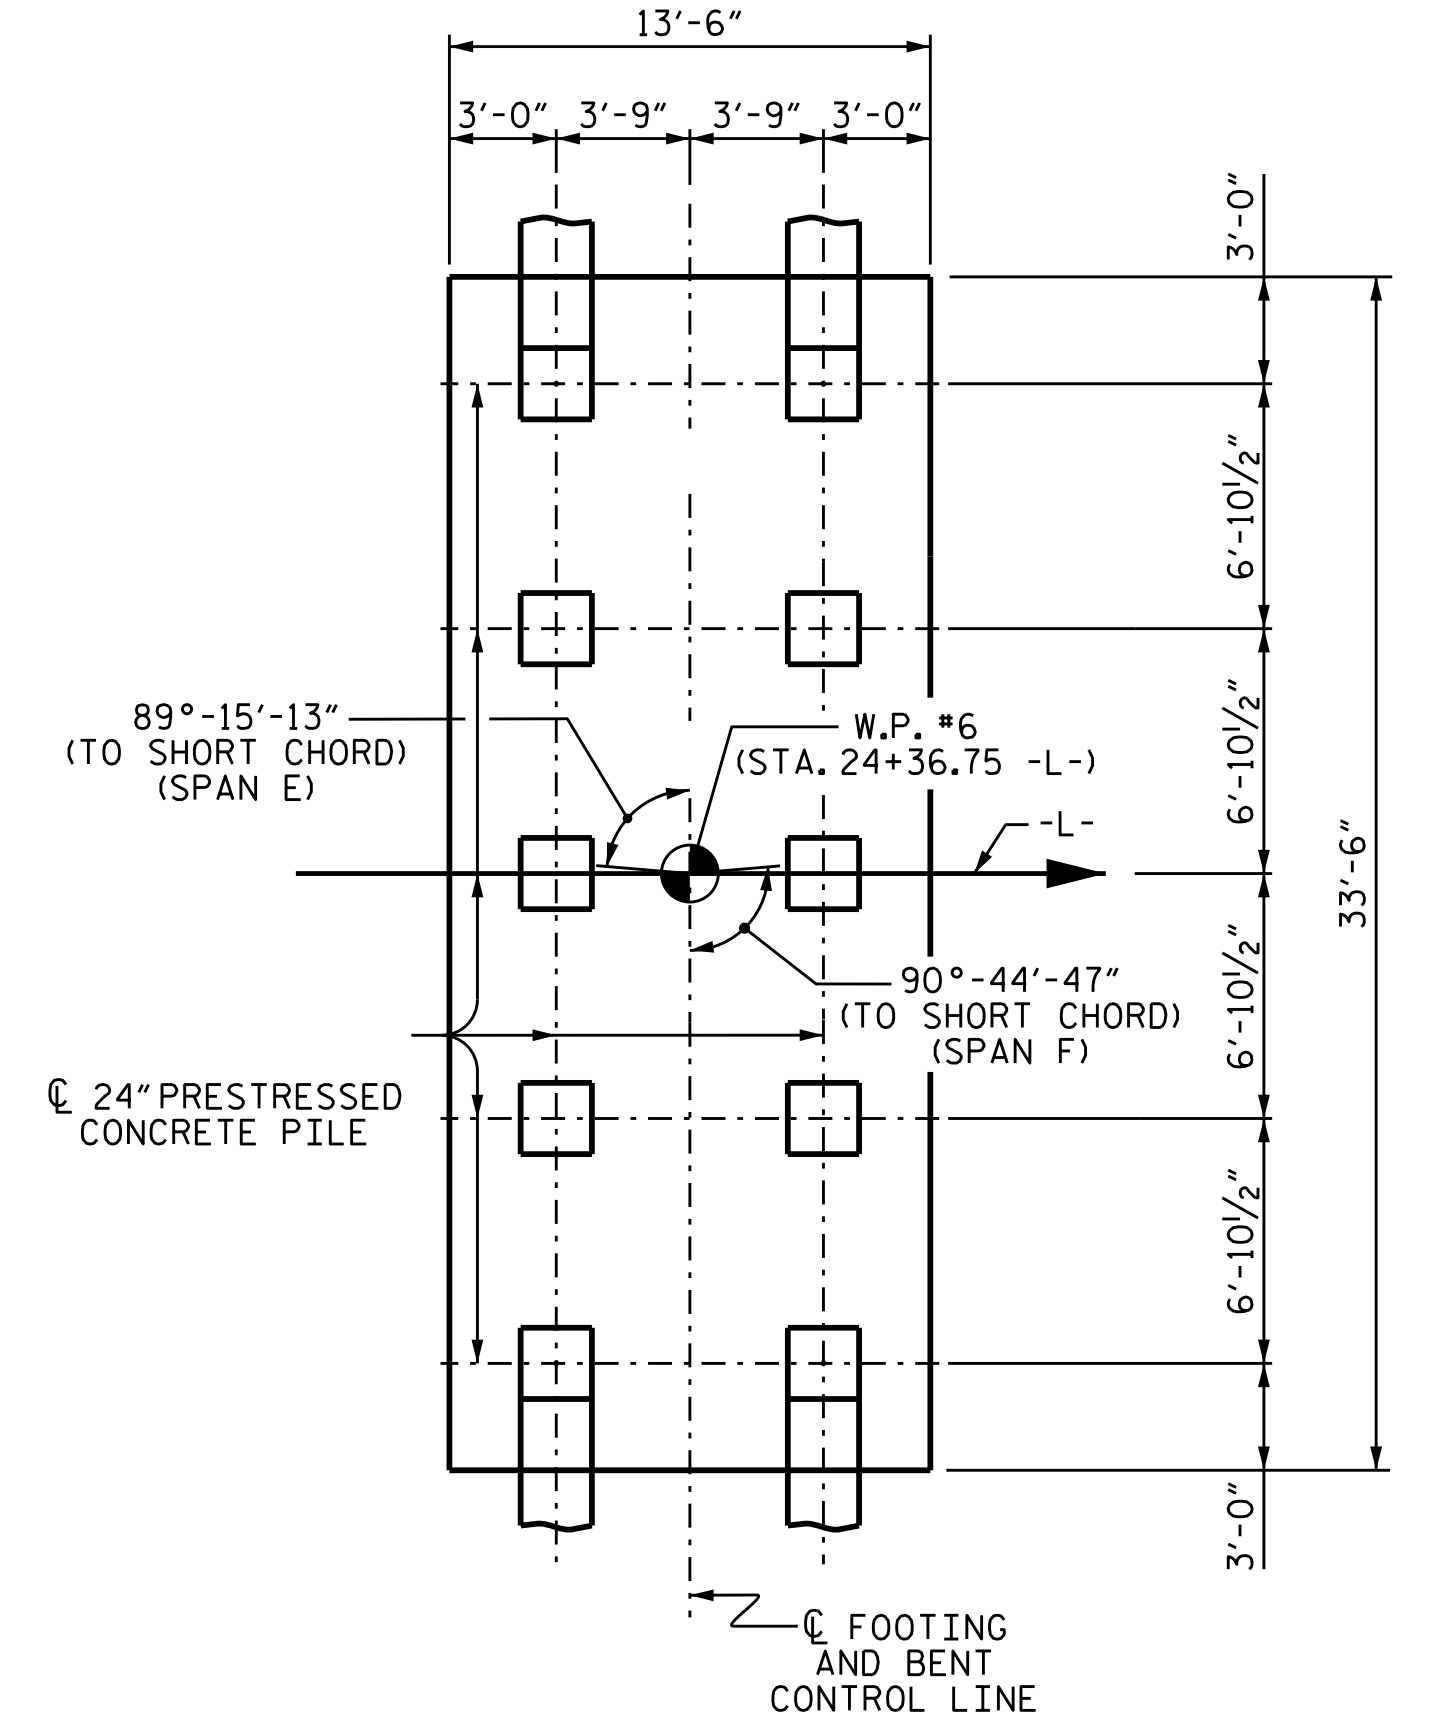 13'-6"
3'-0" 3'-9" 3'-9" 3'-0"
3'-0"
6'-10½"
6'-10½"
6'-10½"
6'-10½"
3'-0"
33'-6"
89°-15'-13"
(TO SHORT CHORD)
(SPAN E)
W.P. #6
(STA. 24+36.75 -L-)
-L-
90°-44'-47"
(TO SHORT CHORD)
(SPAN F)
℄ 24" PRESTRESSED
CONCRETE PILE
℄ FOOTING
AND BENT
CONTROL LINE